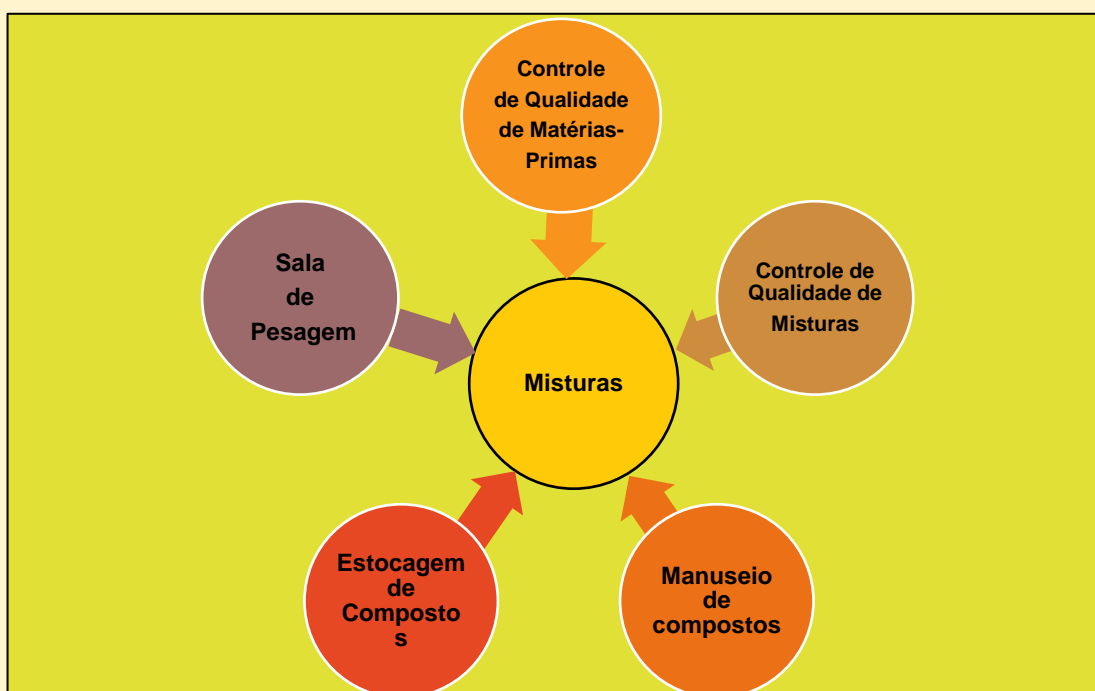 Controle
de Qualidade
de Matérias-
Primas
Sala
de
Pesagem
Controle de
Qualidade de
Misturas
Misturas
Estocagem
de
Composto
s
Manuseio
de
compostos